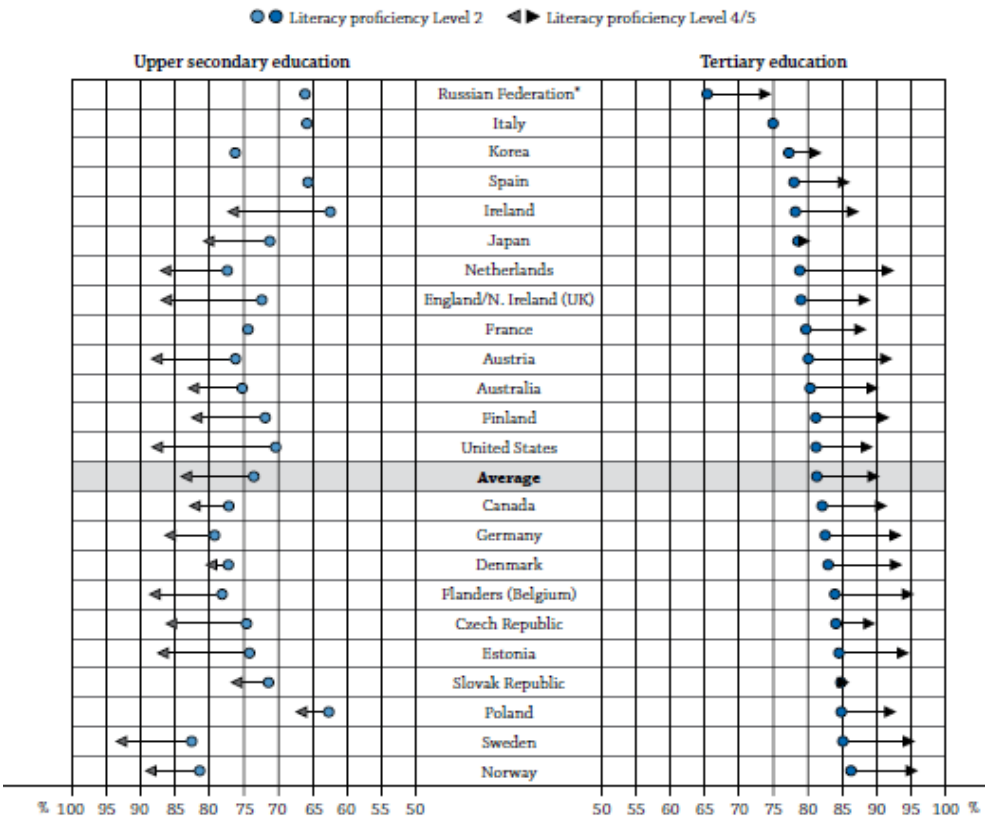 Literacy proficiency Level 2 Literacy proficiency Level 4/5
Upper secondary education Tertiary education
Russian Federation*
Italy
Korea
Spain
Ireland
Japan
Netherlands
England/N. Ireland (UK)
France
Austria
Australia
Finland
United States
Average
Canada
Germany
Denmark
Flanders (Belgium)
Czech Republic
Estonia
Slovak Republic
Poland
Sweden
Norway
% 100 95 90 85 80 75 70 65 60 55 50 50 55 60 65 70 75 80 85 90 95 100 %